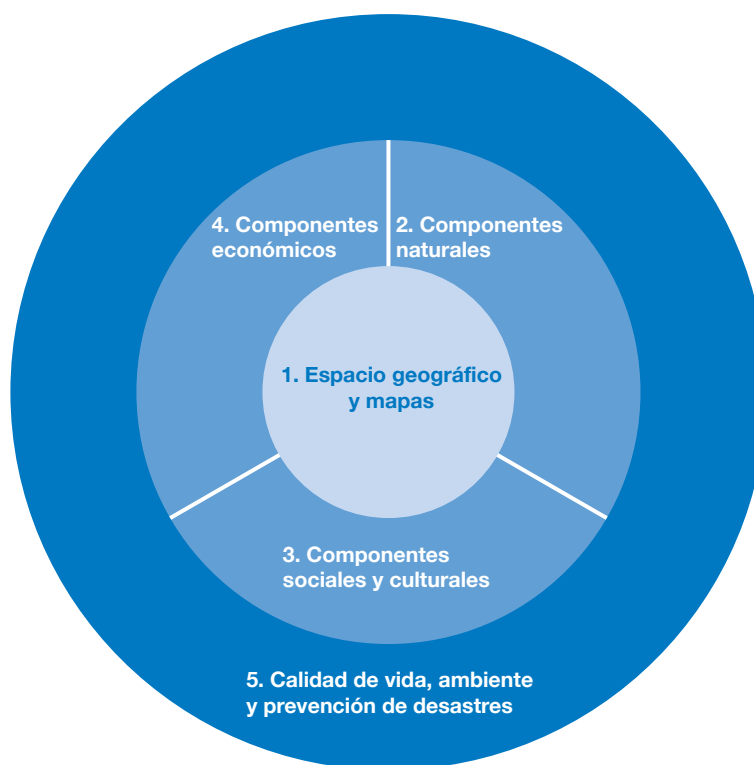 4. Componentes
económicos
2. Componentes
naturales
1. Espacio geográfico
y mapas
3. Componentes
sociales y culturales
5. Calidad de vida, ambiente
y prevención de desastres